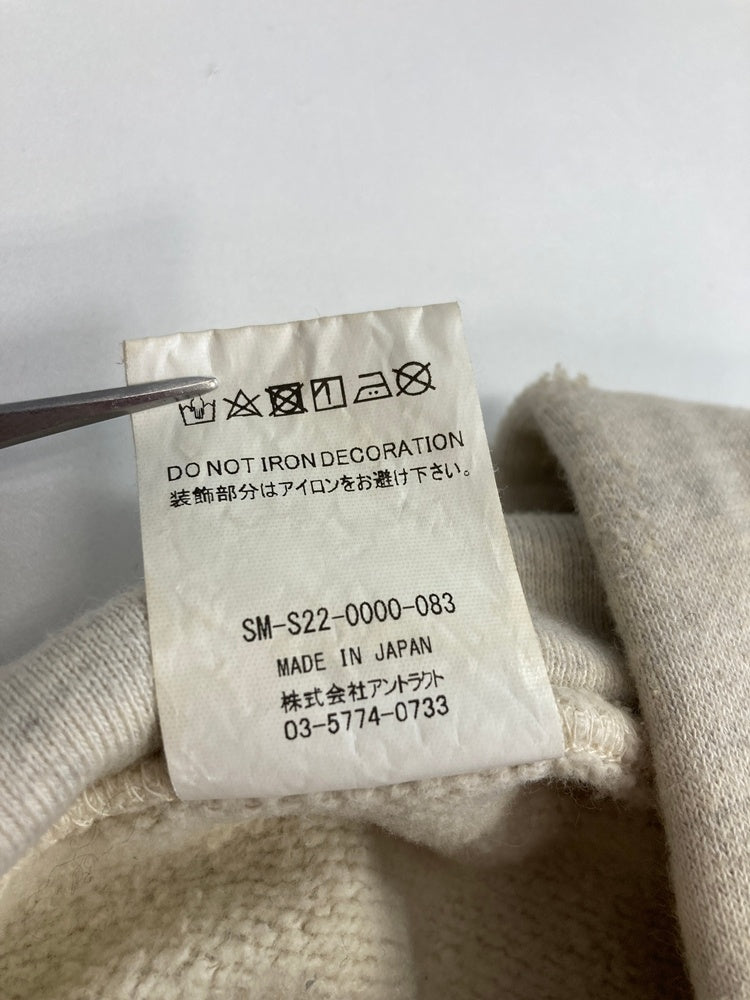 DO NOT IRON DECORATION
装飾部分はアイロンをお避け下さい。
SM-S22-0000-083
MADE IN JAPAN
株式会社アントラクト
03-5774-0733